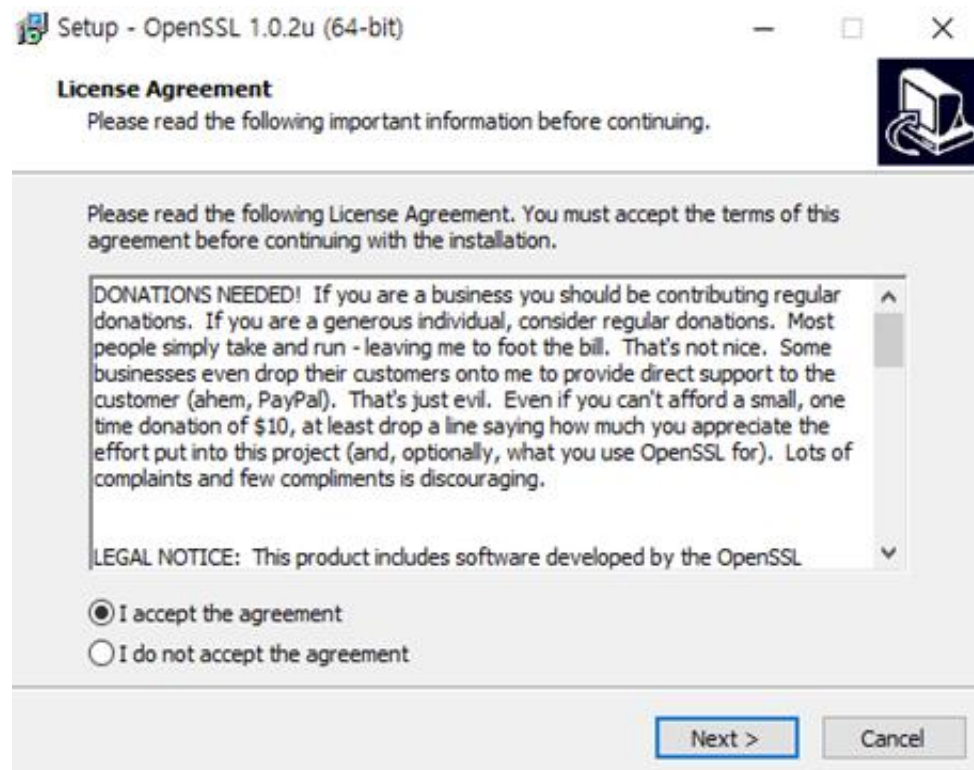 Setup - OpenSSL 1.0.2u (64-bit)
License Agreement
Please read the following important information before continuing.
Please read the following License Agreement. You must accept the terms of this
agreement before continuing with the installation.
DONATIONS NEEDED!  If you are a business you should be contributing regular
donations.  If you are a generous individual, consider regular donations.  Most
people simply take and run - leaving me to foot the bill.  That's not nice.  Some
businesses even drop their customers onto me to provide direct support to the
customer (ahem, PayPal).  That's just evil.  Even if you can't afford a small, one
time donation of $10, at least drop a line saying how much you appreciate the
effort put into this project (and, optionally, what you use OpenSSL for).  Lots of
complaints and few compliments is discouraging.
LEGAL NOTICE:  This product includes software developed by the OpenSSL
I accept the agreement
I do not accept the agreement
Next >
Cancel